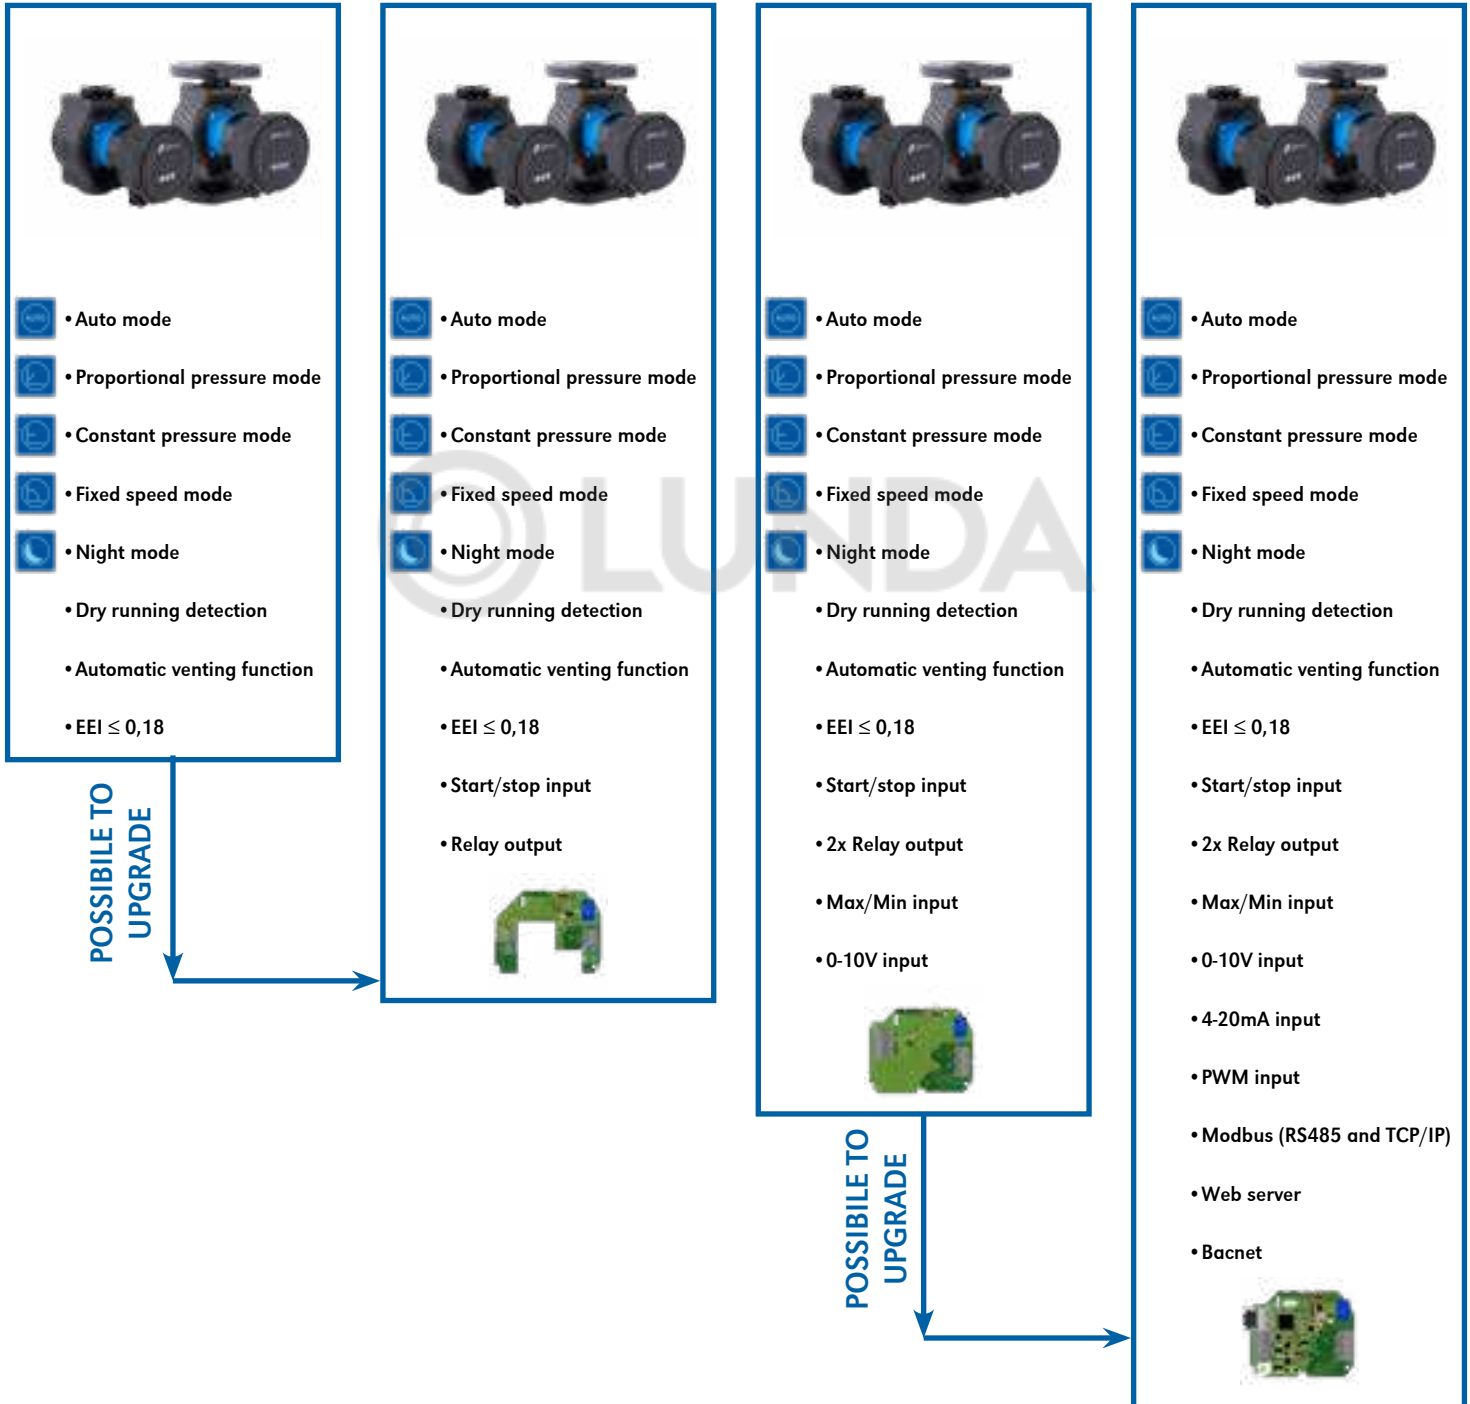 • Auto mode
• Proportional pressure mode
• Constant pressure mode
• Fixed speed mode
• Night mode
• Dry running detection
• Automatic venting function
• EEI ≤ 0,18
POSSIBILE TO
UPGRADE
• Auto mode
• Proportional pressure mode
• Constant pressure mode
• Fixed speed mode
• Night mode
• Dry running detection
• Automatic venting function
• EEI ≤ 0,18
• Start/stop input
• Relay output
• Auto mode
• Proportional pressure mode
• Constant pressure mode
• Fixed speed mode
• Night mode
• Dry running detection
• Automatic venting function
• EEI ≤ 0,18
• Start/stop input
• 2x Relay output
• Max/Min input
• 0-10V input
POSSIBILE TO
UPGRADE
• Auto mode
• Proportional pressure mode
• Constant pressure mode
• Fixed speed mode
• Night mode
• Dry running detection
• Automatic venting function
• EEI ≤ 0,18
• Start/stop input
• 2x Relay output
• Max/Min input
• 0-10V input
• 4-20mA input
• PWM input
• Modbus (RS485 and TCP/IP)
• Web server
• Bacnet
LUNDA